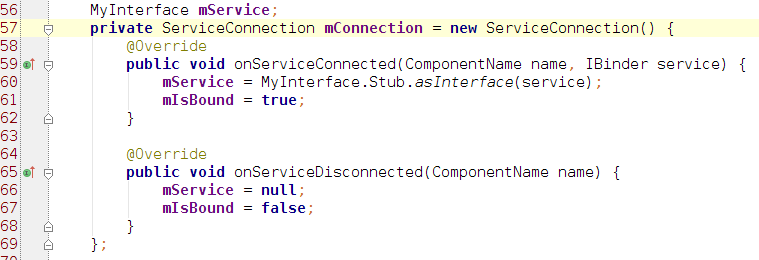 56 MyInterface mService;
57 private ServiceConnection mConnection = new ServiceConnection() {
58 @Override
59 public void onServiceConnected(ComponentName name, IBinder service) {
60 mService = MyInterface.Stub.asInterface(service);
61 mIsBound = true;
62 }
63
64 @Override
65 public void onServiceDisconnected(ComponentName name) {
66 mService = null;
67 mIsBound = false;
68 }
69 };